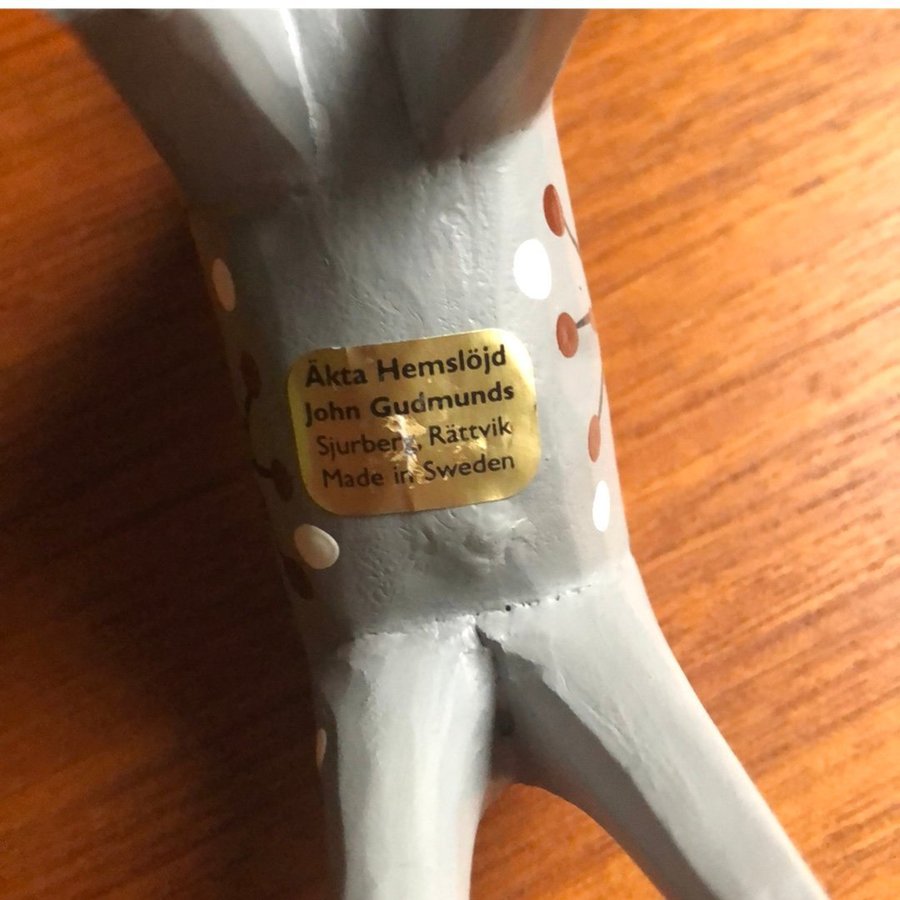 Äkta Hemslöjd
John Gudmunds
Sjurberg, Rättvik
Made in Sweden